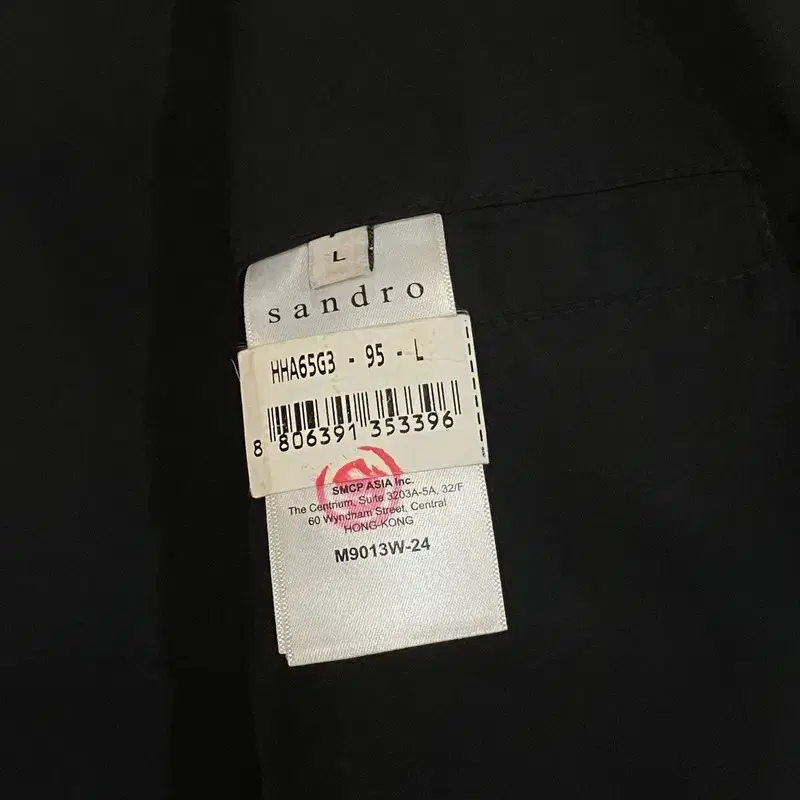 L
sandro
HHA65G3 - 95 - L
8 806391 353396
SMCP ASIA Inc.
The Centrium, Suite 3203A-5A, 32/F
60 Wyndham Street, Central
HONG-KONG
M9013W-24